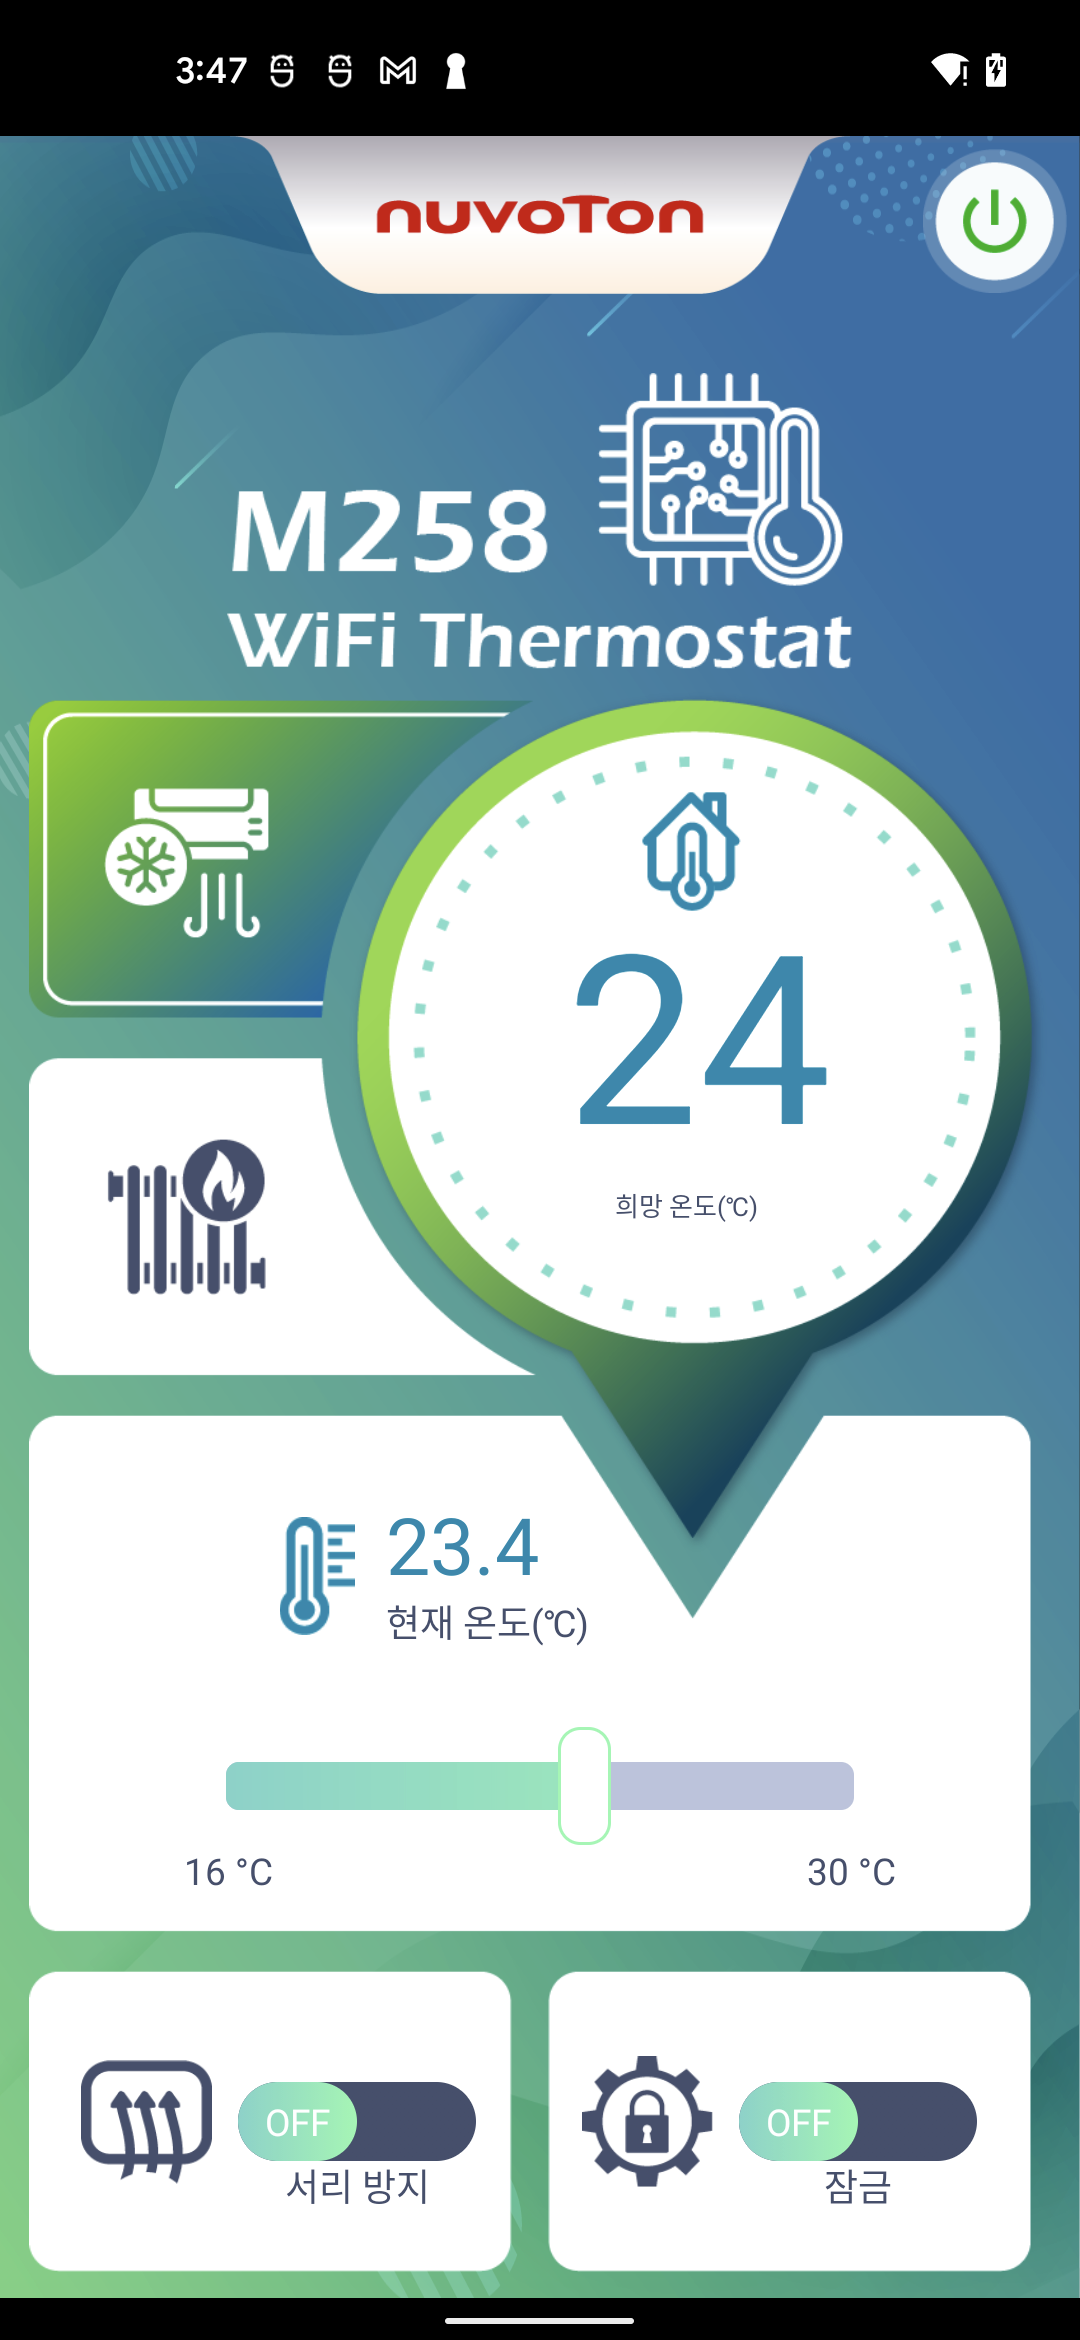 3:47
nuvoTon
M258
WiFi Thermostat
24
희망 온도(℃)
23.4
현재 온도(℃)
16 °C
30 °C
OFF
서리 방지
OFF
잠금